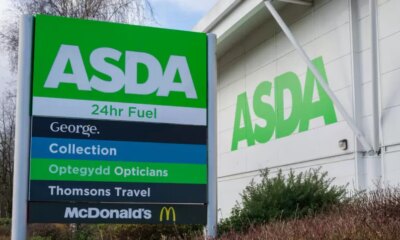 ASDA
24hr Fuel
George.
Collection
Optegydd Opticians
Thomsons Travel
McDonald's
ASDA